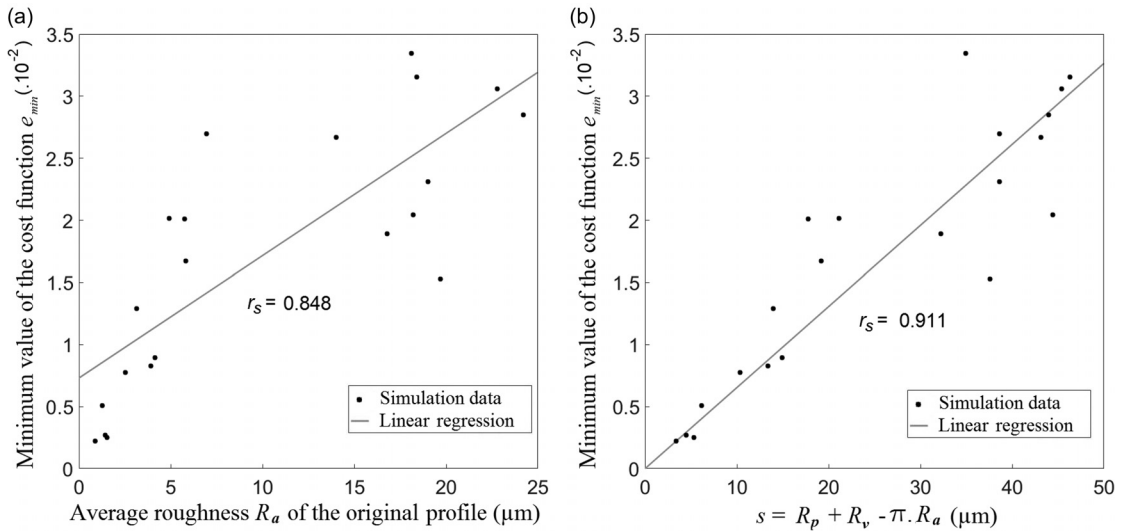 (a)
Minimum value of the cost function e_min (.10^-2)
3.5
3
2.5
2
1.5
1
0.5
0
r_s = 0.848
Simulation data
Linear regression
0 5 10 15 20 25
Average roughness R_a of the original profile (μm)
(b)
Minimum value of the cost function e_min (.10^-2)
3.5
3
2.5
2
1.5
1
0.5
0
r_s = 0.911
Simulation data
Linear regression
0 10 20 30 40 50
s = R_p + R_v - π. R_a (μm)